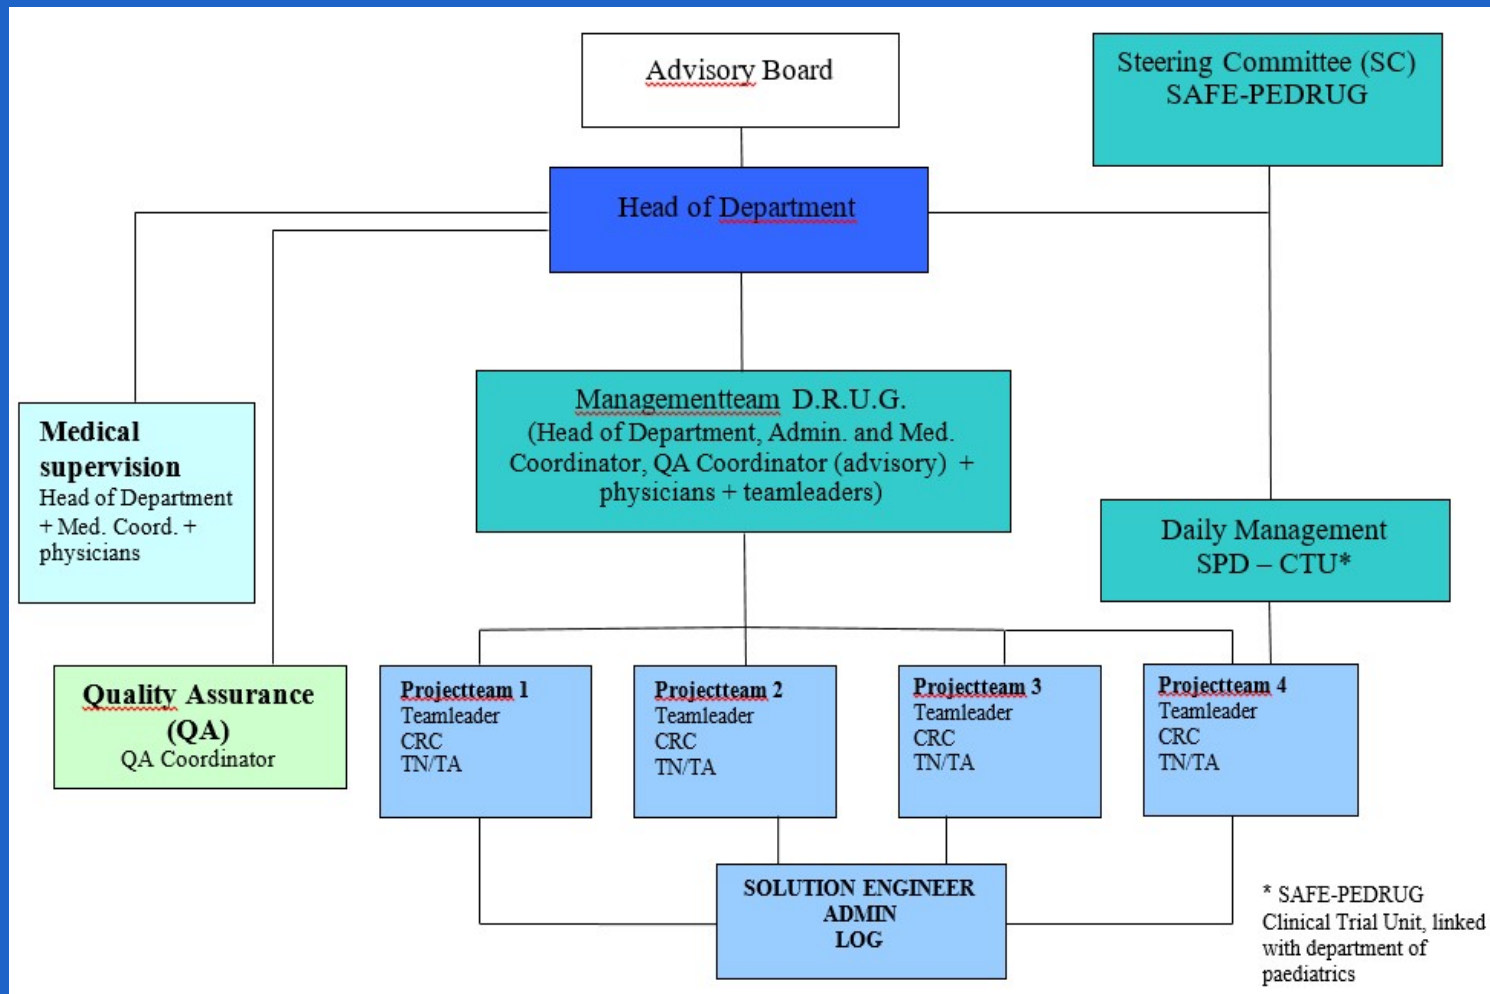 Advisory Board
Steering Committee (SC)
SAFE-PEDRUG
Head of Department
Managementteam D.R.U.G.
(Head of Department, Admin. and Med.
Coordinator, QA Coordinator (advisory) +
physicians + teamleaders)
Medical
supervision
Head of Department
+ Med. Coord. +
physicians
Daily Management
SPD – CTU*
Quality Assurance
(QA)
QA Coordinator
Projectteam 1
Teamleader
CRC
TN/TA
Projectteam 2
Teamleader
CRC
TN/TA
Projectteam 3
Teamleader
CRC
TN/TA
Projectteam 4
Teamleader
CRC
TN/TA
SOLUTION ENGINEER
ADMIN
LOG
* SAFE-PEDRUG
Clinical Trial Unit, linked
with department of
paediatrics